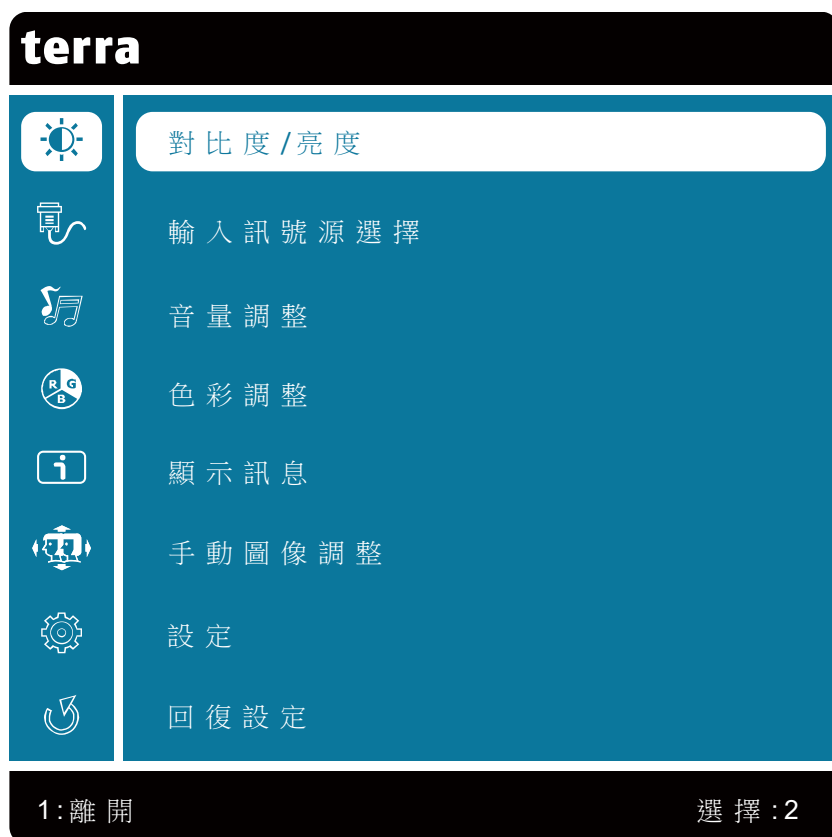 terra
對比度/亮度
輸入訊號源選擇
音量調整
R G
B
色彩調整
i
顯示訊息
手動圖像調整
設定
回復設定
1:離開
選擇:2